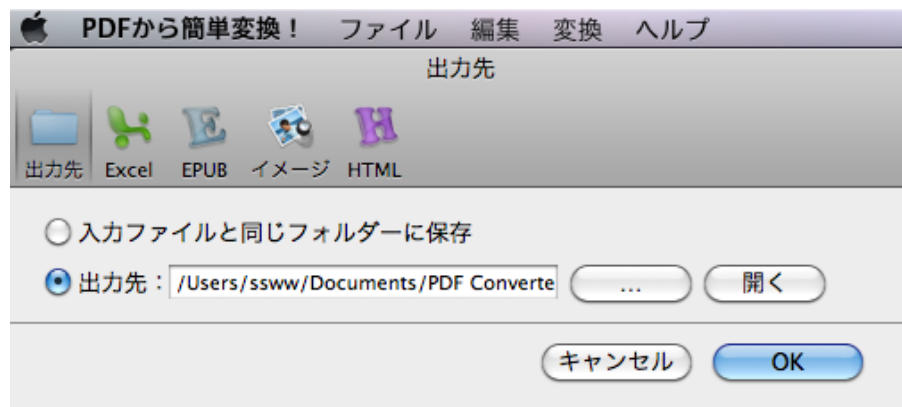 PDFから簡単変換！ ファイル 編集 変換 ヘルプ
出力先
出力先 Excel EPUB イメージ HTML
入力ファイルと同じフォルダーに保存
出力先： /Users/ssww/Documents/PDF Converte ... 開く
キャンセル OK